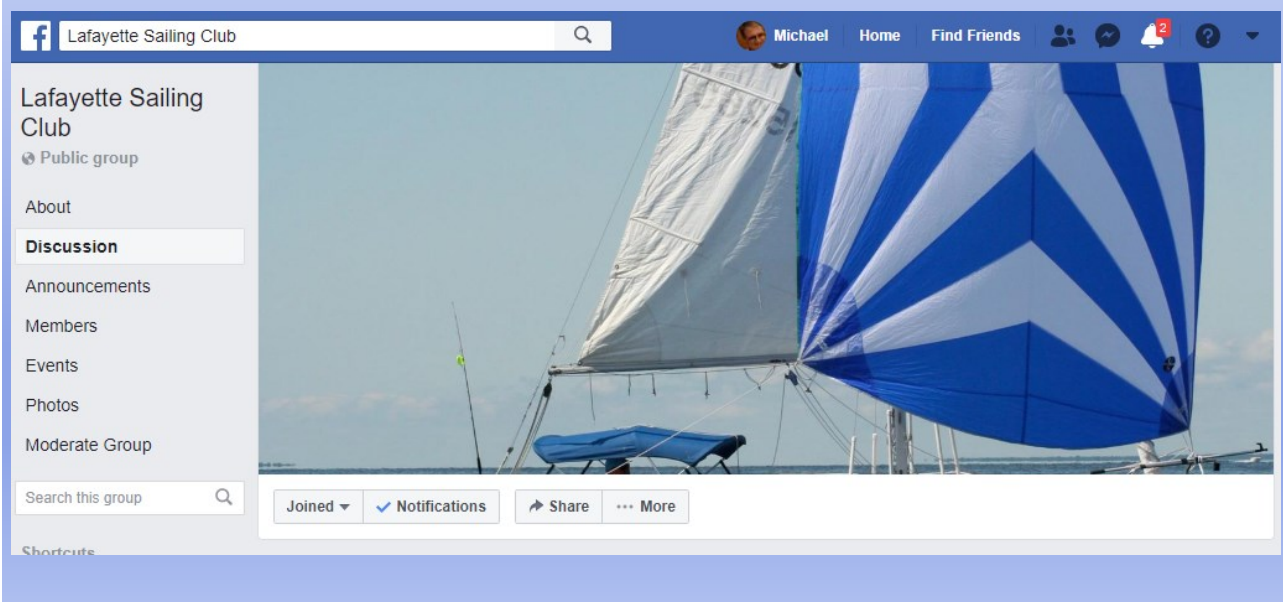 f
Lafayette Sailing Club
Michael
Home
Find Friends
2
?
Lafayette Sailing
Club
Public group
About
Discussion
Announcements
Members
Events
Photos
Moderate Group
Search this group
Shortcuts
Joined
Notifications
Share
More